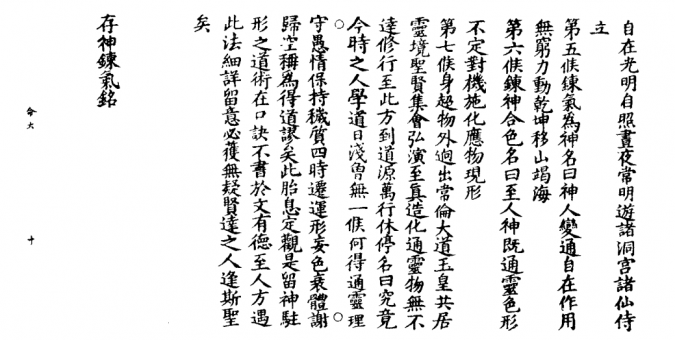 自在光明自照晝夜常明遊諸洞宮諸仙侍
立
第五候鍊氣為神名曰神人變通自在作用
無窮力動乾坤移山竭海
第六候鍊神合色名曰至人神既通靈色形
不定對機施化應物現形
第七候身超物外迥出常倫大道玉皇共居
靈境聖賢集會弘演至真造化通靈物無不
達修行至此方到道源萬行休停名曰究竟
今時之人學道日淺魯無一候何得通靈理
○守愚情保持穢質四時遷運形妄色衰體謝○
歸空稱為得道謬矣此胎息定觀是留神駐
形之道術在口訣不書於文有德至人方遇
此法細詳留意必獲無疑賢達之人逢斯聖
矣
存神鍊氣銘
命大
十